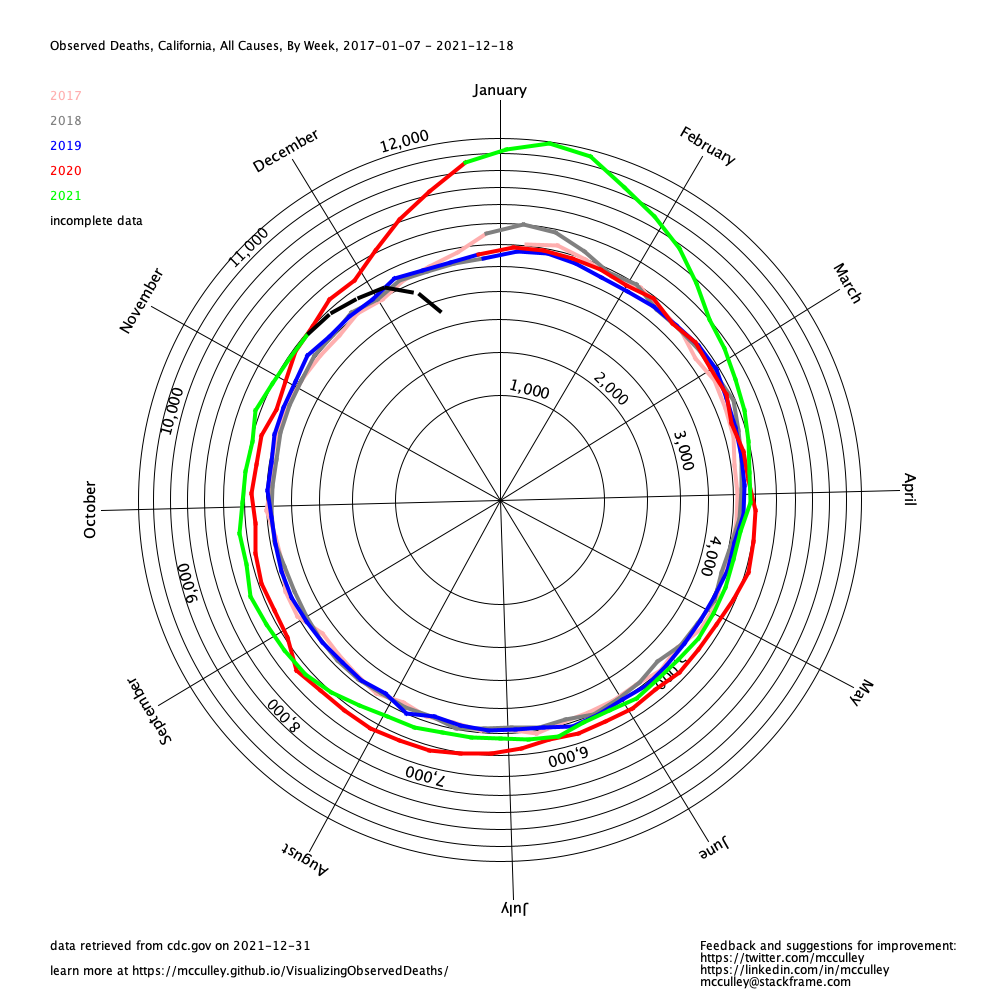 Observed Deaths, California, All Causes, By Week, 2017-01-07 - 2021-12-18
2017
2018
2019
2020
2021
incomplete data
January
February
March
April
May
June
July
August
September
October
November
December
1,000
2,000
3,000
4,000
5,000
6,000
7,000
8,000
9,000
10,000
11,000
12,000
data retrieved from cdc.gov on 2021-12-31
learn more at https://mcculley.github.io/VisualizingObservedDeaths/
Feedback and suggestions for improvement:
https://twitter.com/mcculley
https://linkedin.com/in/mcculley
mcculley@stackframe.com